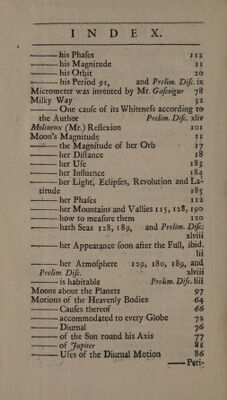 INDEX.
——— his Phases 112
——— his Magnitude 11
——— his Orbit 20
——— his Period 91, and Prelim. Disc. ix
Micrometer was invented by Mr. Gascoigne 78
Milky Way 32
——— One cause of its Whiteness according to
the Author Prelim. Disc. xliv
Molineux (Mr.) Reflexion 101
Moon's Magnitude 11
——— the Magnitude of her Orb 17
——— her Distance 18
——— her Use 183
——— her Influence 184
——— her Light, Eclipses, Revolution and La-
titude 185
——— her Phases 112
——— her Mountains and Vallies 115, 128, 190
——— how to measure them 120
——— hath Seas 128, 189, and Prelim. Disc.
xlviii
——— her Appearance soon after the Full, ibid.
lii
——— her Atmosphere 129, 180, 189, and
Prelim. Disc. xlviii
——— is habitable Prelim. Disc. liii
Moons about the Planets 97
Motions of the Heavenly Bodies 64
——— Causes thereof 66
——— accommodated to every Globe 72
——— Diurnal 76
——— of the Sun round his Axis 77
——— of Jupiter 81
——— Uses of the Diurnal Motion 86
——— Peri-